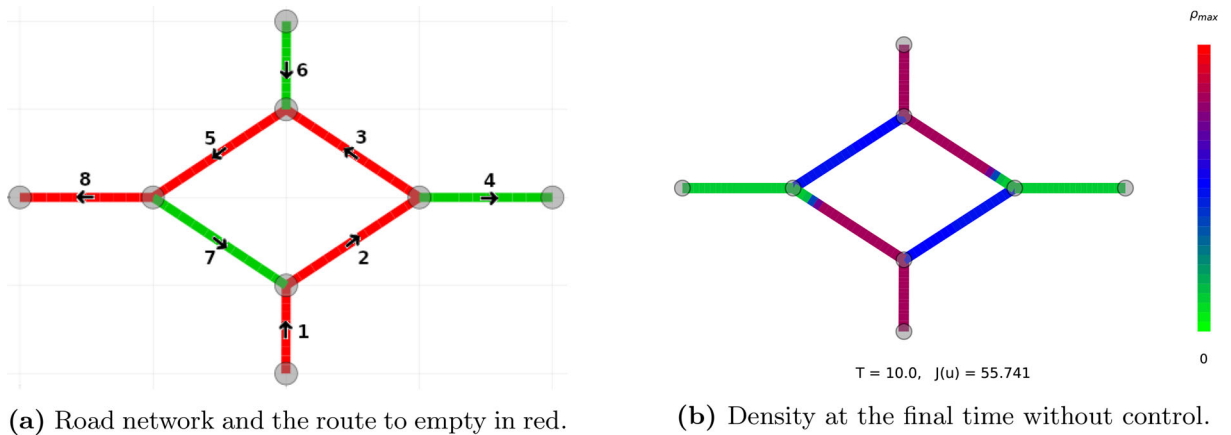 6
5
3
8
4
7
2
1
(a) Road network and the route to empty in red.
ρmax
0
T = 10.0, J(u) = 55.741
(b) Density at the final time without control.